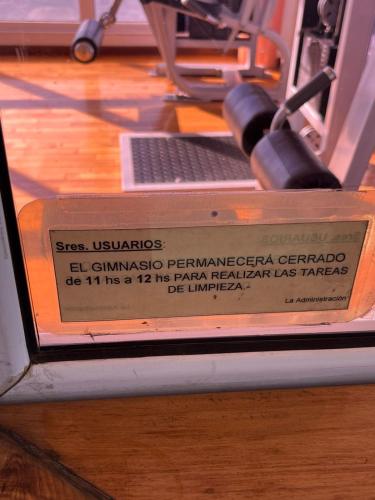 Sres. USUARIOS:
EL GIMNASIO PERMANECERÁ CERRADO
de 11 hs a 12 hs PARA REALIZAR LAS TAREAS
DE LIMPIEZA.-
La Administración